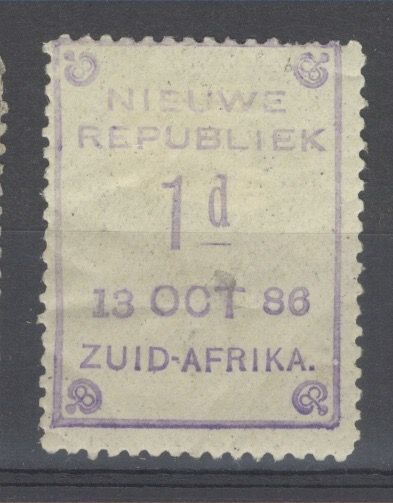 NIEUWE
REPUBLIEK
1d
13 OCT 86
ZUID-AFRIKA.